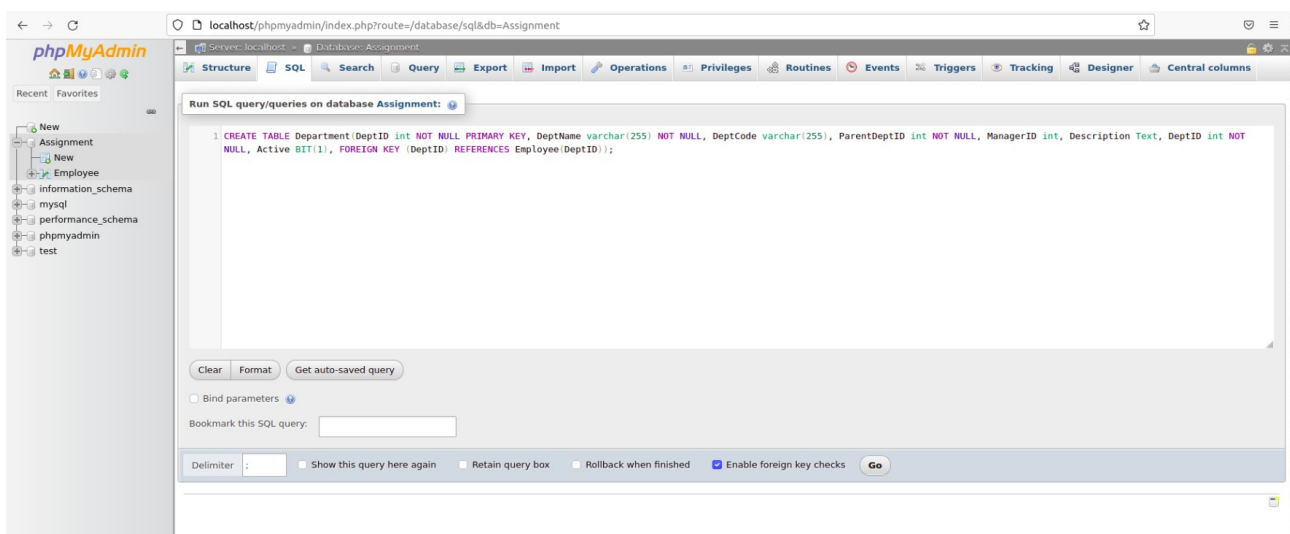 localhost/phpmyadmin/index.php?route=/database/sql&db=Assignment
phpMyAdmin
Recent Favorites
New
Assignment
New
Employee
information_schema
mysql
performance_schema
phpmyadmin
test
Server: localhost » Database: Assignment
Structure SQL Search Query Export Import Operations Privileges Routines Events Triggers Tracking Designer Central columns
Run SQL query/queries on database Assignment:
1 CREATE TABLE Department(DeptID int NOT NULL PRIMARY KEY, DeptName varchar(255) NOT NULL, DeptCode varchar(255), ParentDeptID int NOT NULL, ManagerID int, Description Text, DeptID int NOT
NULL, Active BIT(1), FOREIGN KEY (DeptID) REFERENCES Employee(DeptID));
Clear Format Get auto-saved query
Bind parameters
Bookmark this SQL query:
Delimiter ; Show this query here again Retain query box Rollback when finished Enable foreign key checks Go